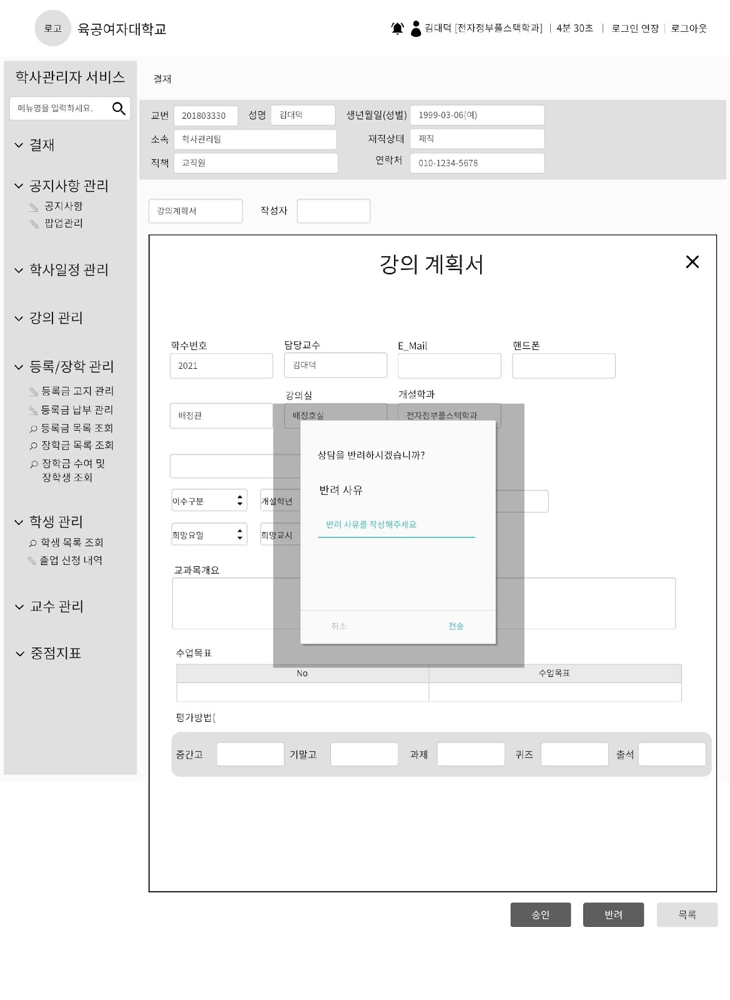 로고 육공여자대학교 김대덕 [전자정부풀스택학과] | 4분 30초 | 로그인 연장 | 로그아웃
학사관리자 서비스
메뉴명을 입력하세요.
결재
공지사항 관리
공지사항
팝업관리
학사일정 관리
강의 관리
등록/장학 관리
등록금 고지 관리
등록금 납부 관리
등록금 목록 조회
장학금 목록 조회
장학금 수여 및
장학생 조회
학생 관리
학생 목록 조회
졸업 신청 내역
교수 관리
중점지표
결재
교번 201803330 성명 김대덕 생년월일(성별) 1999-03-06(여)
소속 학사관리팀 재직상태 재직
직책 교직원 연락처 010-1234-5678
강의계획서 작성자
강의 계획서
학수번호 담당교수 E_Mail 핸드폰
2021 김대덕
강의실 개설학과
배정관 배정호실 전자정부풀스택학과
이수구분 개설학년
희망요일 희망교시
상담을 반려하시겠습니까?
반려 사유
반려 사유를 작성해주세요
취소 전송
교과목개요
수업목표
No 수업목표
평가방법(
중간고 기말고 과제 퀴즈 출석
승인 반려 목록